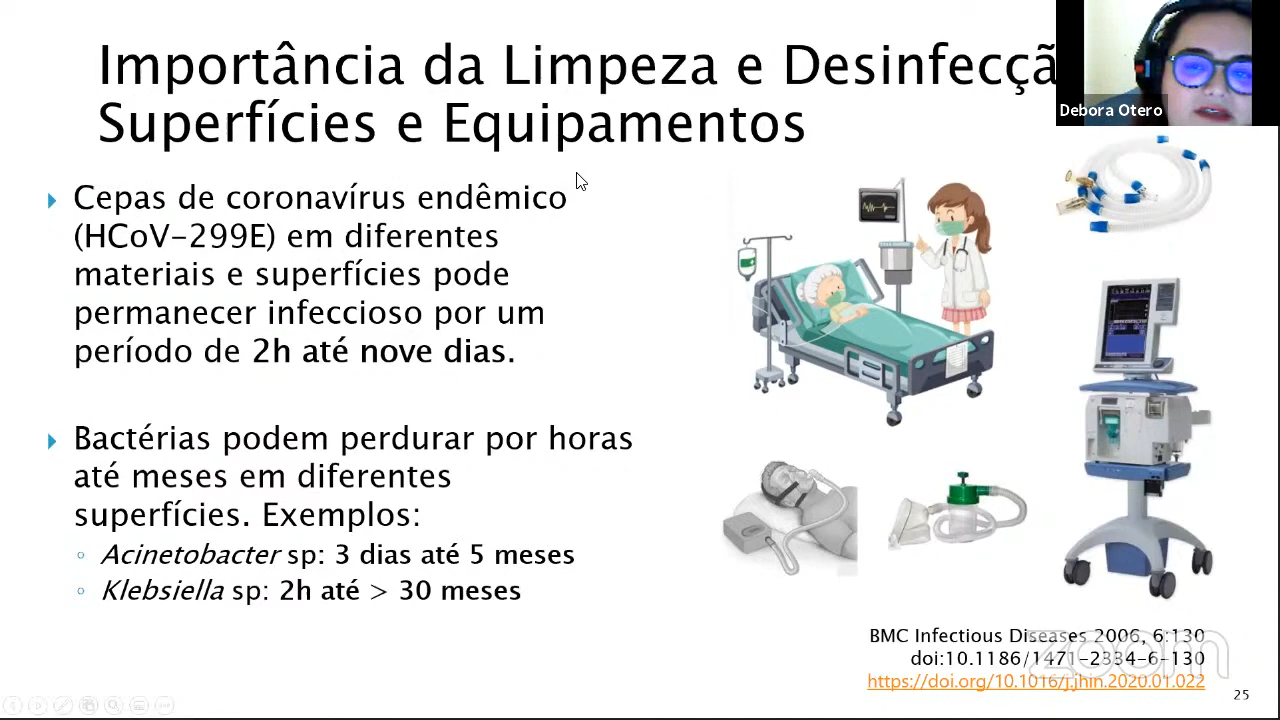 Importância da Limpeza e Desinfecçã
Superfícies e Equipamentos
Debora Otero
Cepas de coronavírus endêmico
(HCoV-299E) em diferentes
materiais e superfícies pode
permanecer infeccioso por um
período de 2h até nove dias.
Bactérias podem perdurar por horas
até meses em diferentes
superfícies. Exemplos:
Acinetobacter sp: 3 dias até 5 meses
Klebsiella sp: 2h até > 30 meses
BMC Infectious Diseases 2006, 6:130
doi:10.1186/1471-2334-6-130
https://doi.org/10.1016/j.jhin.2020.01.022
zoom
25